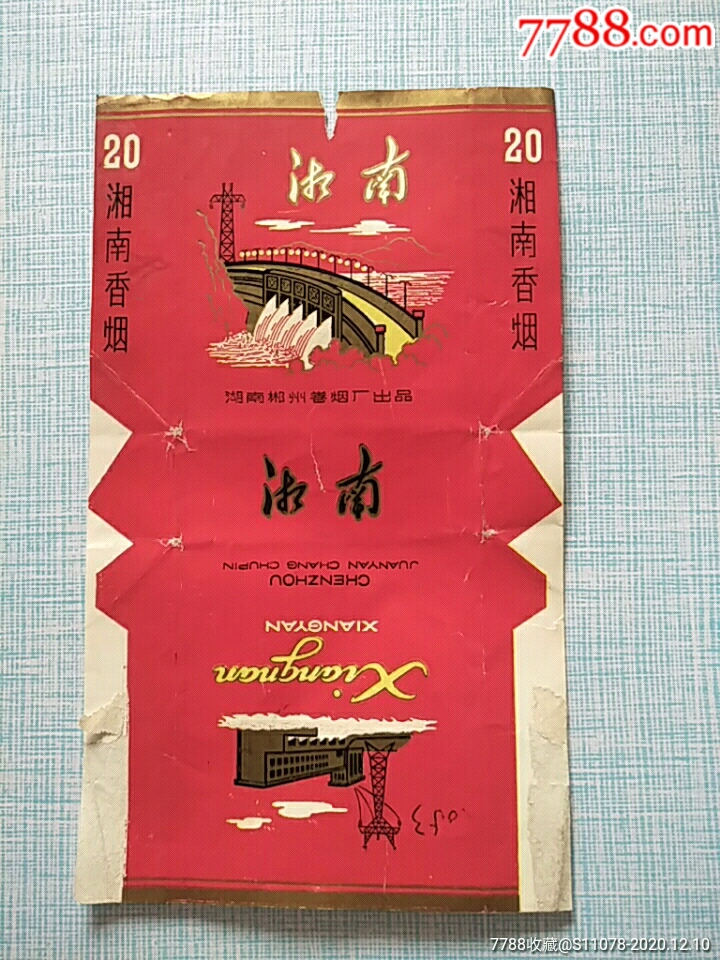 7788.com
20
湘南香烟
湘南
20
湘南香烟
湖南郴州卷烟厂出品
湘南
CHENZHOU
JUANYAN CHANG CHUPIN
Xiangnan
XIANGYAN
7788收藏@S11078-2020.12.10